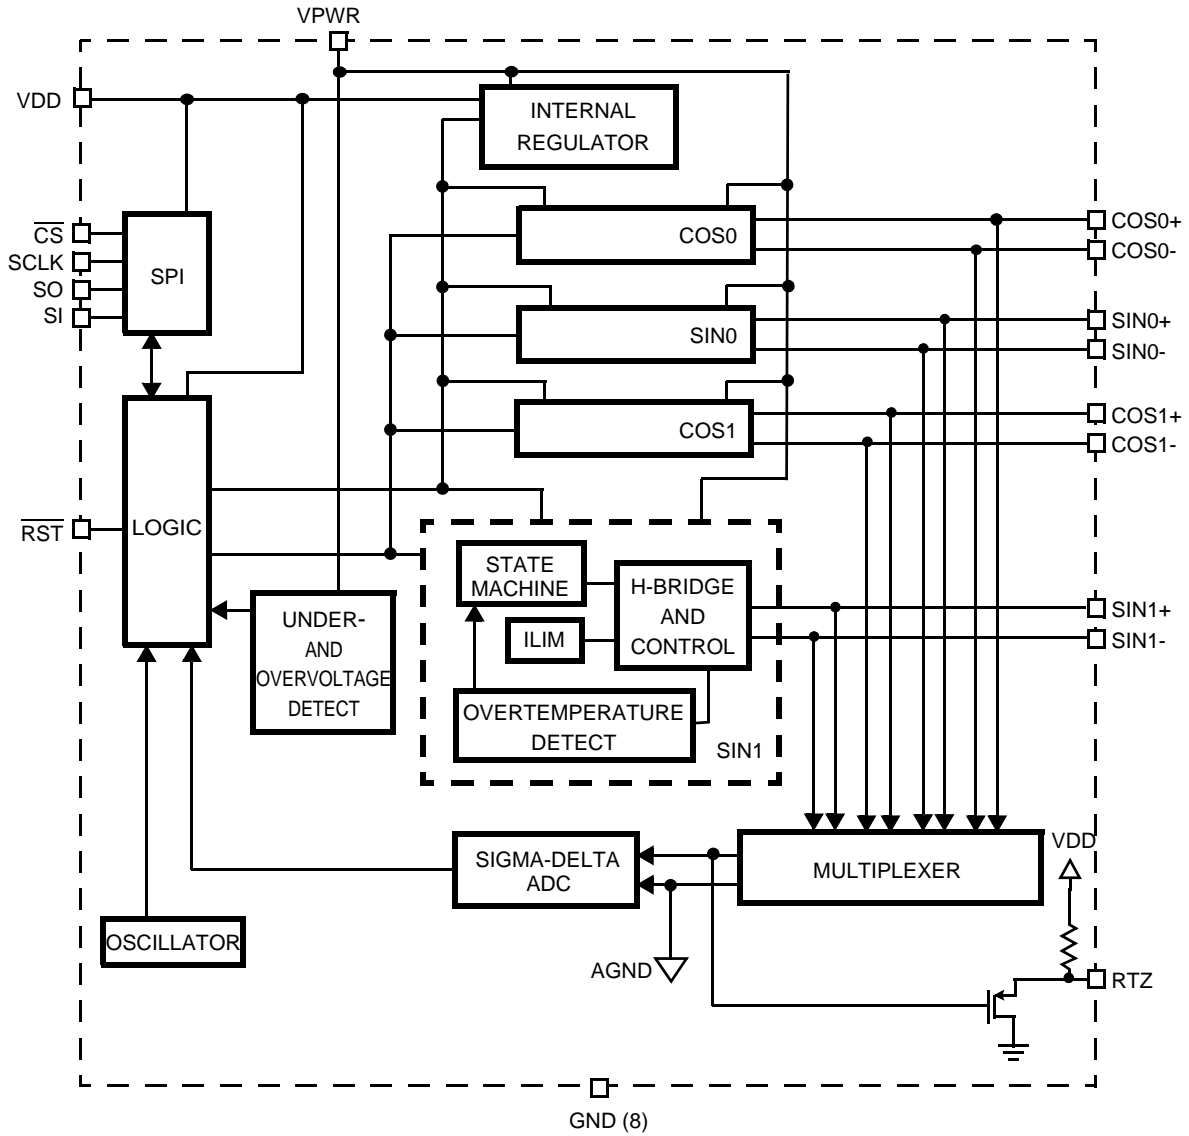 VPWR
VDD
INTERNAL
REGULATOR
CS
SCLK
SO
SI
SPI
COS0
COS0+
COS0-
SIN0
SIN0+
SIN0-
COS1
COS1+
COS1-
RST
LOGIC
STATE
MACHINE
H-BRIDGE
AND
CONTROL
ILIM
SIN1+
SIN1-
UNDER-
AND
OVERVOLTAGE
DETECT
OVERTEMPERATURE
DETECT
SIN1
SIGMA-DELTA
ADC
MULTIPLEXER
VDD
OSCILLATOR
AGND
RTZ
GND (8)